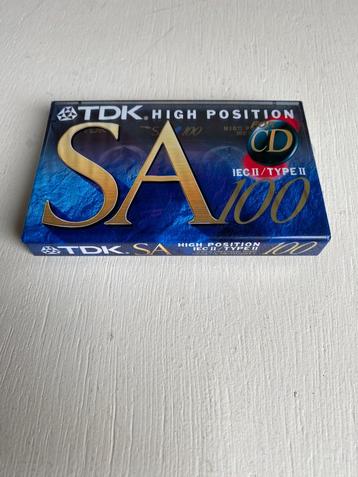 TDK. HIGH POSITION
SA 100
FOR
CD
IEC II / TYPE II
TDK. SA HIGH POSITION
IEC II / TYPE II
100